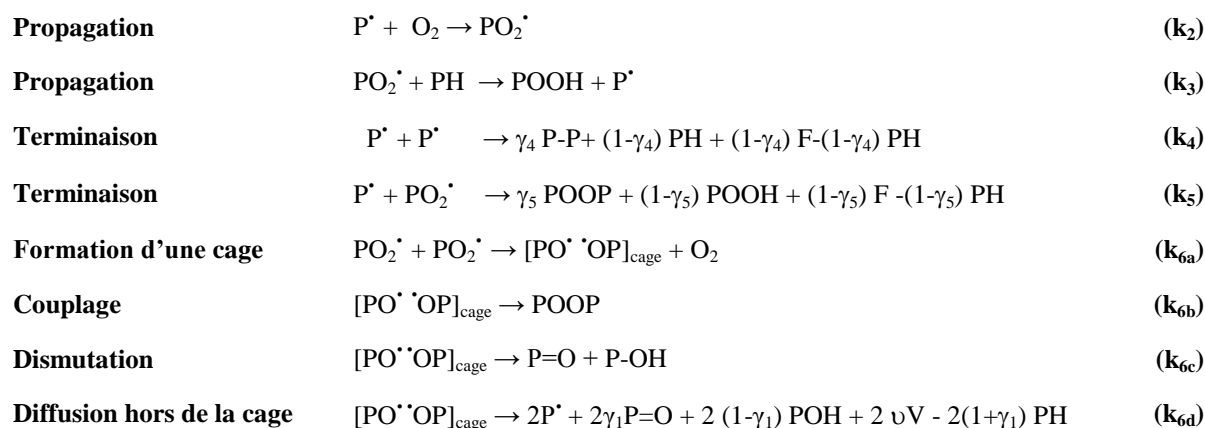 Propagation P• + O₂ → PO₂• (k₂)
Propagation PO₂• + PH → POOH + P• (k₃)
Terminaison P• + P• → γ₄ P-P+ (1-γ₄) PH + (1-γ₄) F-(1-γ₄) PH (k₄)
Terminaison P• + PO₂• → γ₅ POOP + (1-γ₅) POOH + (1-γ₅) F -(1-γ₅) PH (k₅)
Formation d’une cage PO₂• + PO₂• → [PO• •OP]cage + O₂ (k₆ₐ)
Couplage [PO• •OP]cage → POOP (k6b)
Dismutation [PO••OP]cage → P=O + P-OH (k6c)
Diffusion hors de la cage [PO••OP]cage → 2P• + 2γ₁P=O + 2 (1-γ₁) POH + 2 υV - 2(1+γ₁) PH (k6d)